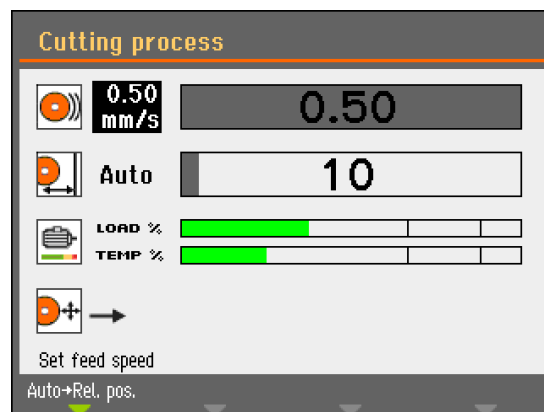 Cutting process
0.50
mm/s
0.50
Auto
10
LOAD %
TEMP %
Set feed speed
Auto→Rel. pos.